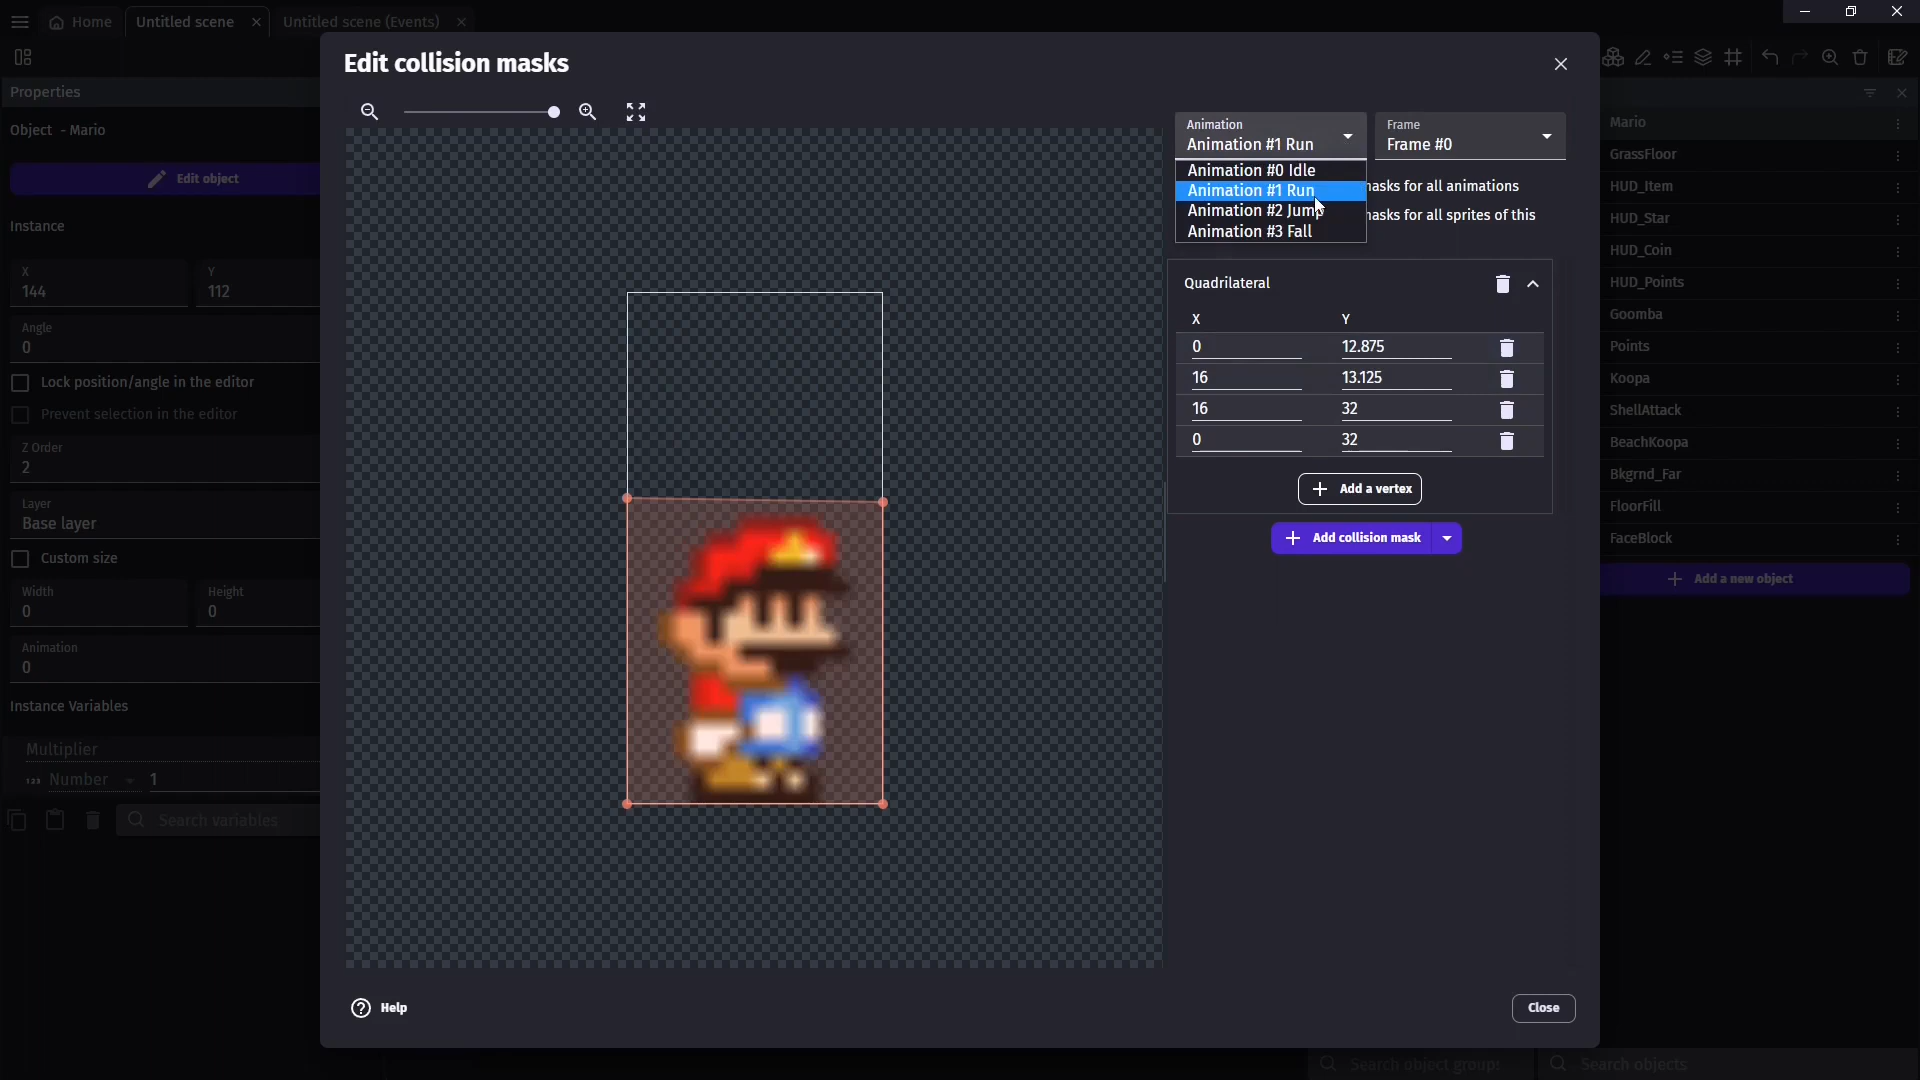 Home
Untitled scene
Untitled scene (Events)
Properties
Object - Mario
Edit object
Instance
X
144
Y
112
Angle
0
Lock position/angle in the editor
Prevent selection in the editor
Z Order
2
Layer
Base layer
Custom size
Width
0
Height
0
Animation
0
Instance Variables
Multiplier
123 Number
1
Search variables
Edit collision masks
Animation
Animation #1 Run
Frame
Frame #0
Animation #0 Idle
Animation #1 Run
Animation #2 Jump
Animation #3 Fall
masks for all animations
masks for all sprites of this
Quadrilateral
X Y
0 12.875
16 13.125
16 32
0 32
Add a vertex
Add collision mask
Help
Close
Mario
GrassFloor
HUD_Item
HUD_Star
HUD_Coin
HUD_Points
Goomba
Points
Koopa
ShellAttack
BeachKoopa
Bkgrnd_Far
FloorFill
FaceBlock
Add a new object
Search object groups
Search objects